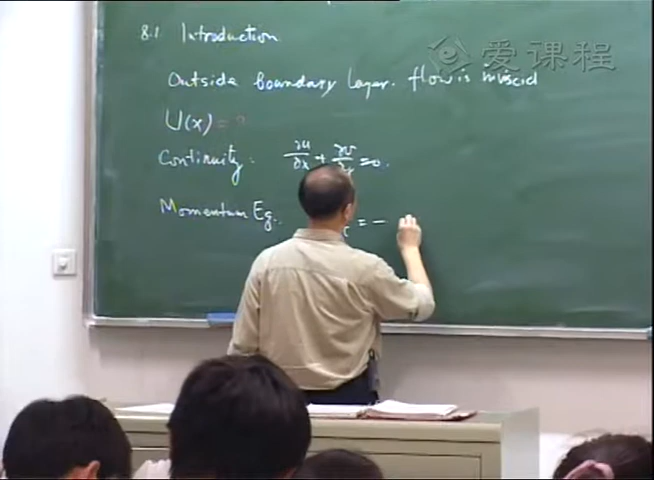 8.1 Introduction
爱课程
Outside boundary layer. flow is inviscid
U(x) = ?
Continuity: ∂u/∂x + ∂v/∂y = 0.
Momentum Eq.: = -